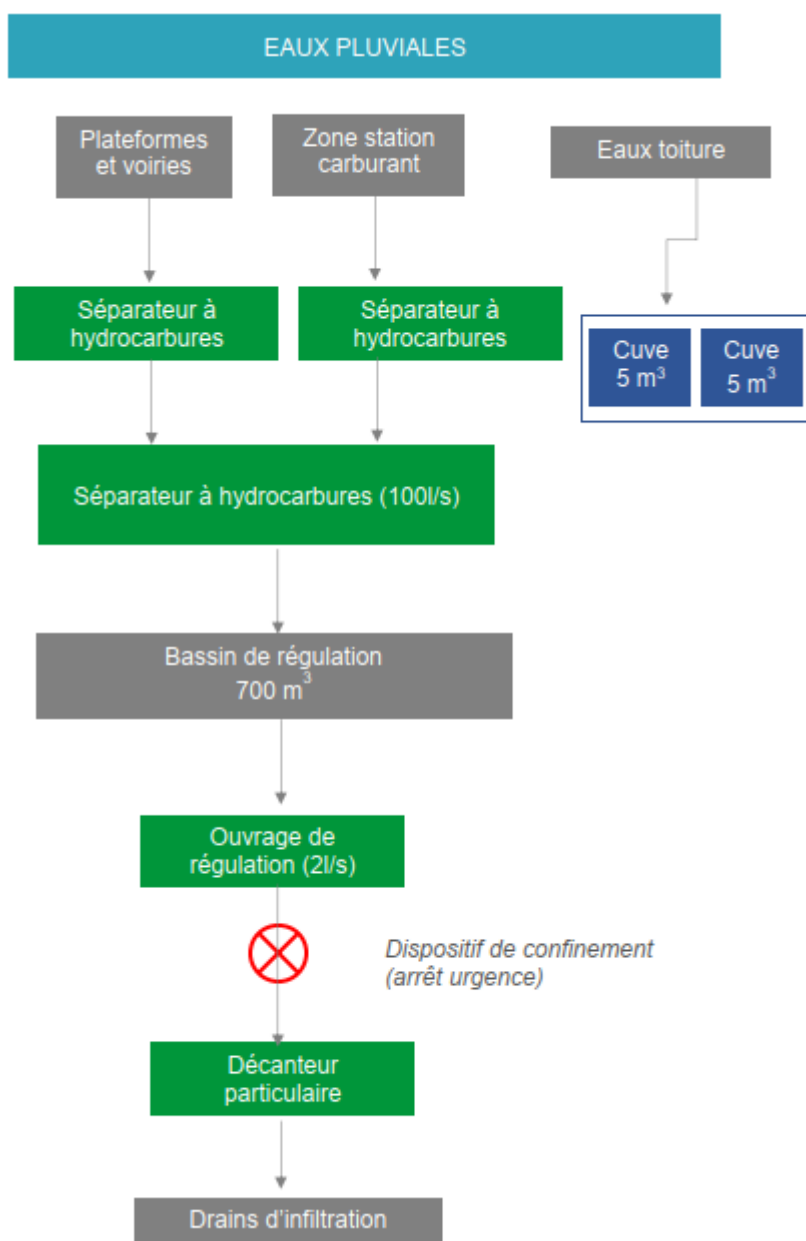 EAUX PLUVIALES
Plateformes
et voiries
Zone station
carburant
Eaux toiture
Séparateur à
hydrocarbures
Séparateur à
hydrocarbures
Cuve
5 m³
Cuve
5 m³
Séparateur à hydrocarbures (100l/s)
Bassin de régulation
700 m³
Ouvrage de
régulation (2l/s)
Dispositif de confinement
(arrêt urgence)
Décanteur
particulaire
Drains d'infiltration